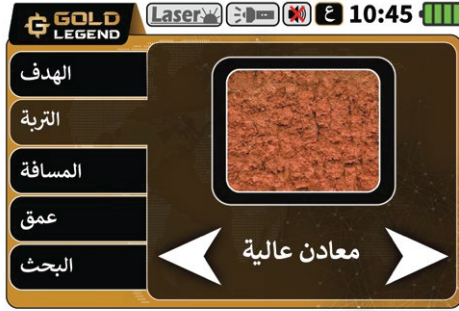 GOLD LEGEND
Laser ع 10:45
الهدف
التربة
المسافة
عمق
البحث
معادن عالية